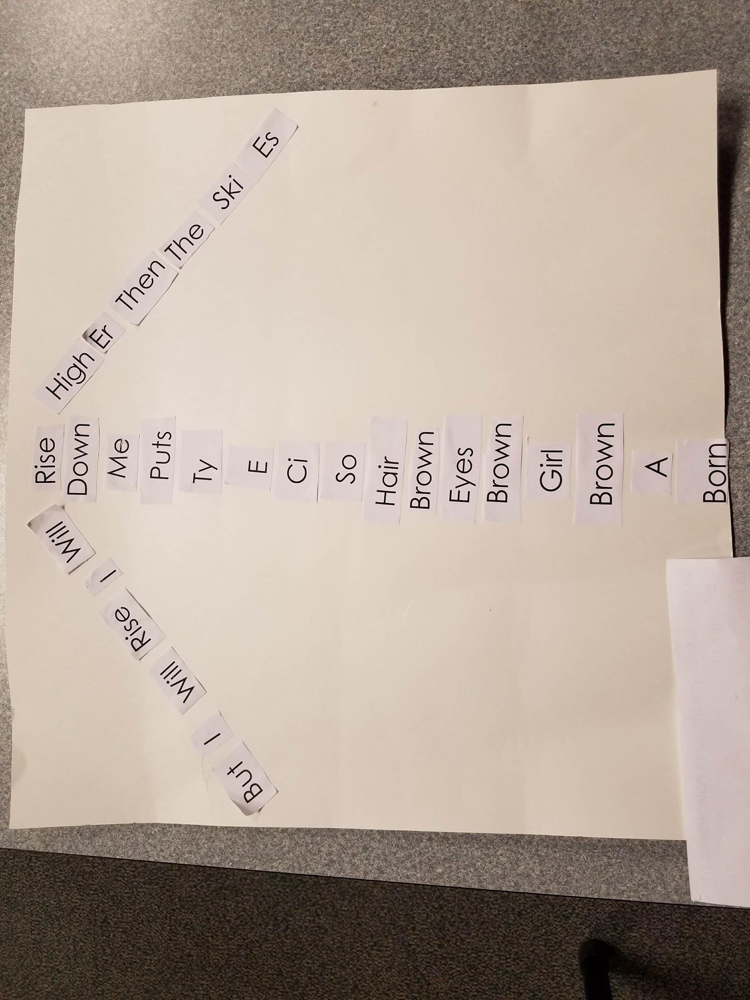 Born
A
Brown
Girl
Brown
Eyes
Brown
Hair
So
Ci
E
Ty
Puts
Me
Down
But I Will Rise I Will
Rise
High Er Then The Ski Es